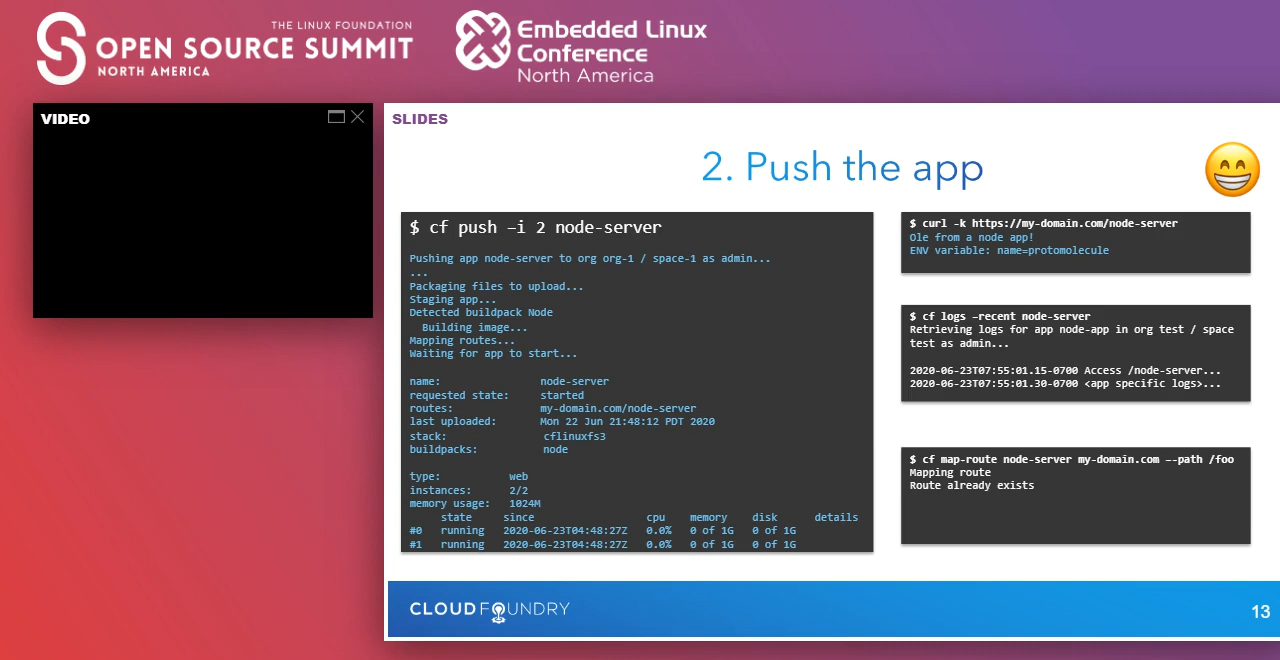 THE LINUX FOUNDATION
OPEN SOURCE SUMMIT
NORTH AMERICA
Embedded Linux
Conference
North America
VIDEO
SLIDES
2. Push the app
$ cf push –i 2 node-server
Pushing app node-server to org org-1 / space-1 as admin...
...
Packaging files to upload...
Staging app...
Detected buildpack Node
Building image...
Mapping routes...
Waiting for app to start...
name: node-server
requested state: started
routes: my-domain.com/node-server
last uploaded: Mon 22 Jun 21:48:12 PDT 2020
stack: cflinuxfs3
buildpacks: node
type: web
instances: 2/2
memory usage: 1024M
state since cpu memory disk details
#0 running 2020-06-23T04:48:27Z 0.0% 0 of 1G 0 of 1G
#1 running 2020-06-23T04:48:27Z 0.0% 0 of 1G 0 of 1G
$ curl -k https://my-domain.com/node-server
Ole from a node app!
ENV variable: name=protomolecule
$ cf logs –recent node-server
Retrieving logs for app node-app in org test / space
test as admin...
2020-06-23T07:55:01.15-0700 Access /node-server...
2020-06-23T07:55:01.30-0700 <app specific logs>...
$ cf map-route node-server my-domain.com --path /foo
Mapping route
Route already exists
CLOUD FOUNDRY
13